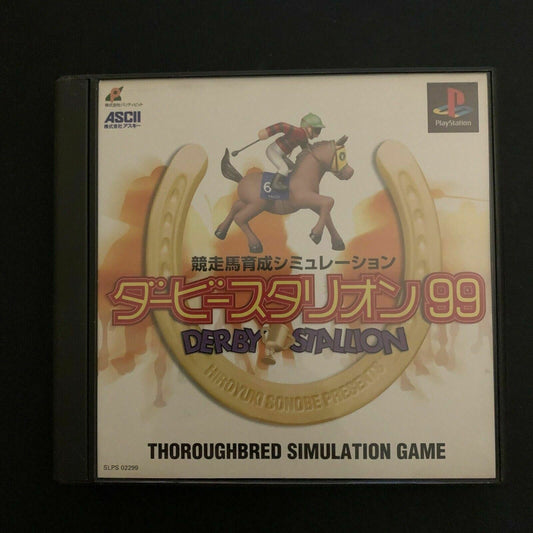 株式会社パリティビット
ASCII
株式会社アスキー
PlayStation
6
競走馬育成シミュレーション
ダービースタリオン99
DERBY STALLION
HIROYUKI SONOBE PRESENTS
THOROUGHBRED SIMULATION GAME
SLPS 02299